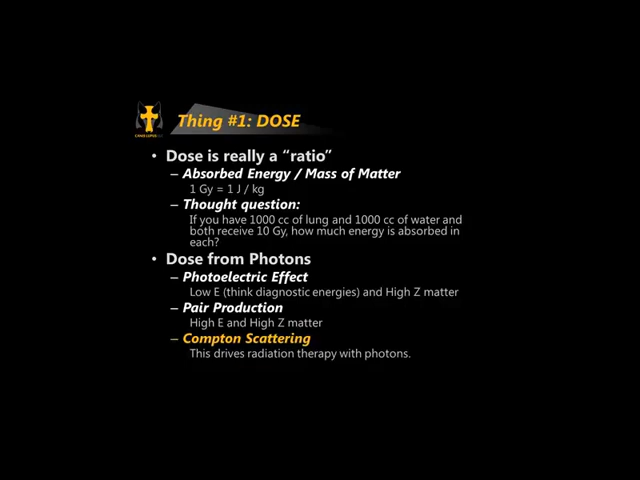 CANIS LUPUS LLC
Thing #1: DOSE
• Dose is really a “ratio”
– Absorbed Energy / Mass of Matter
1 Gy = 1 J / kg
– Thought question:
If you have 1000 cc of lung and 1000 cc of water and
both receive 10 Gy, how much energy is absorbed in
each?
• Dose from Photons
– Photoelectric Effect
Low E (think diagnostic energies) and High Z matter
– Pair Production
High E and High Z matter
– Compton Scattering
This drives radiation therapy with photons.